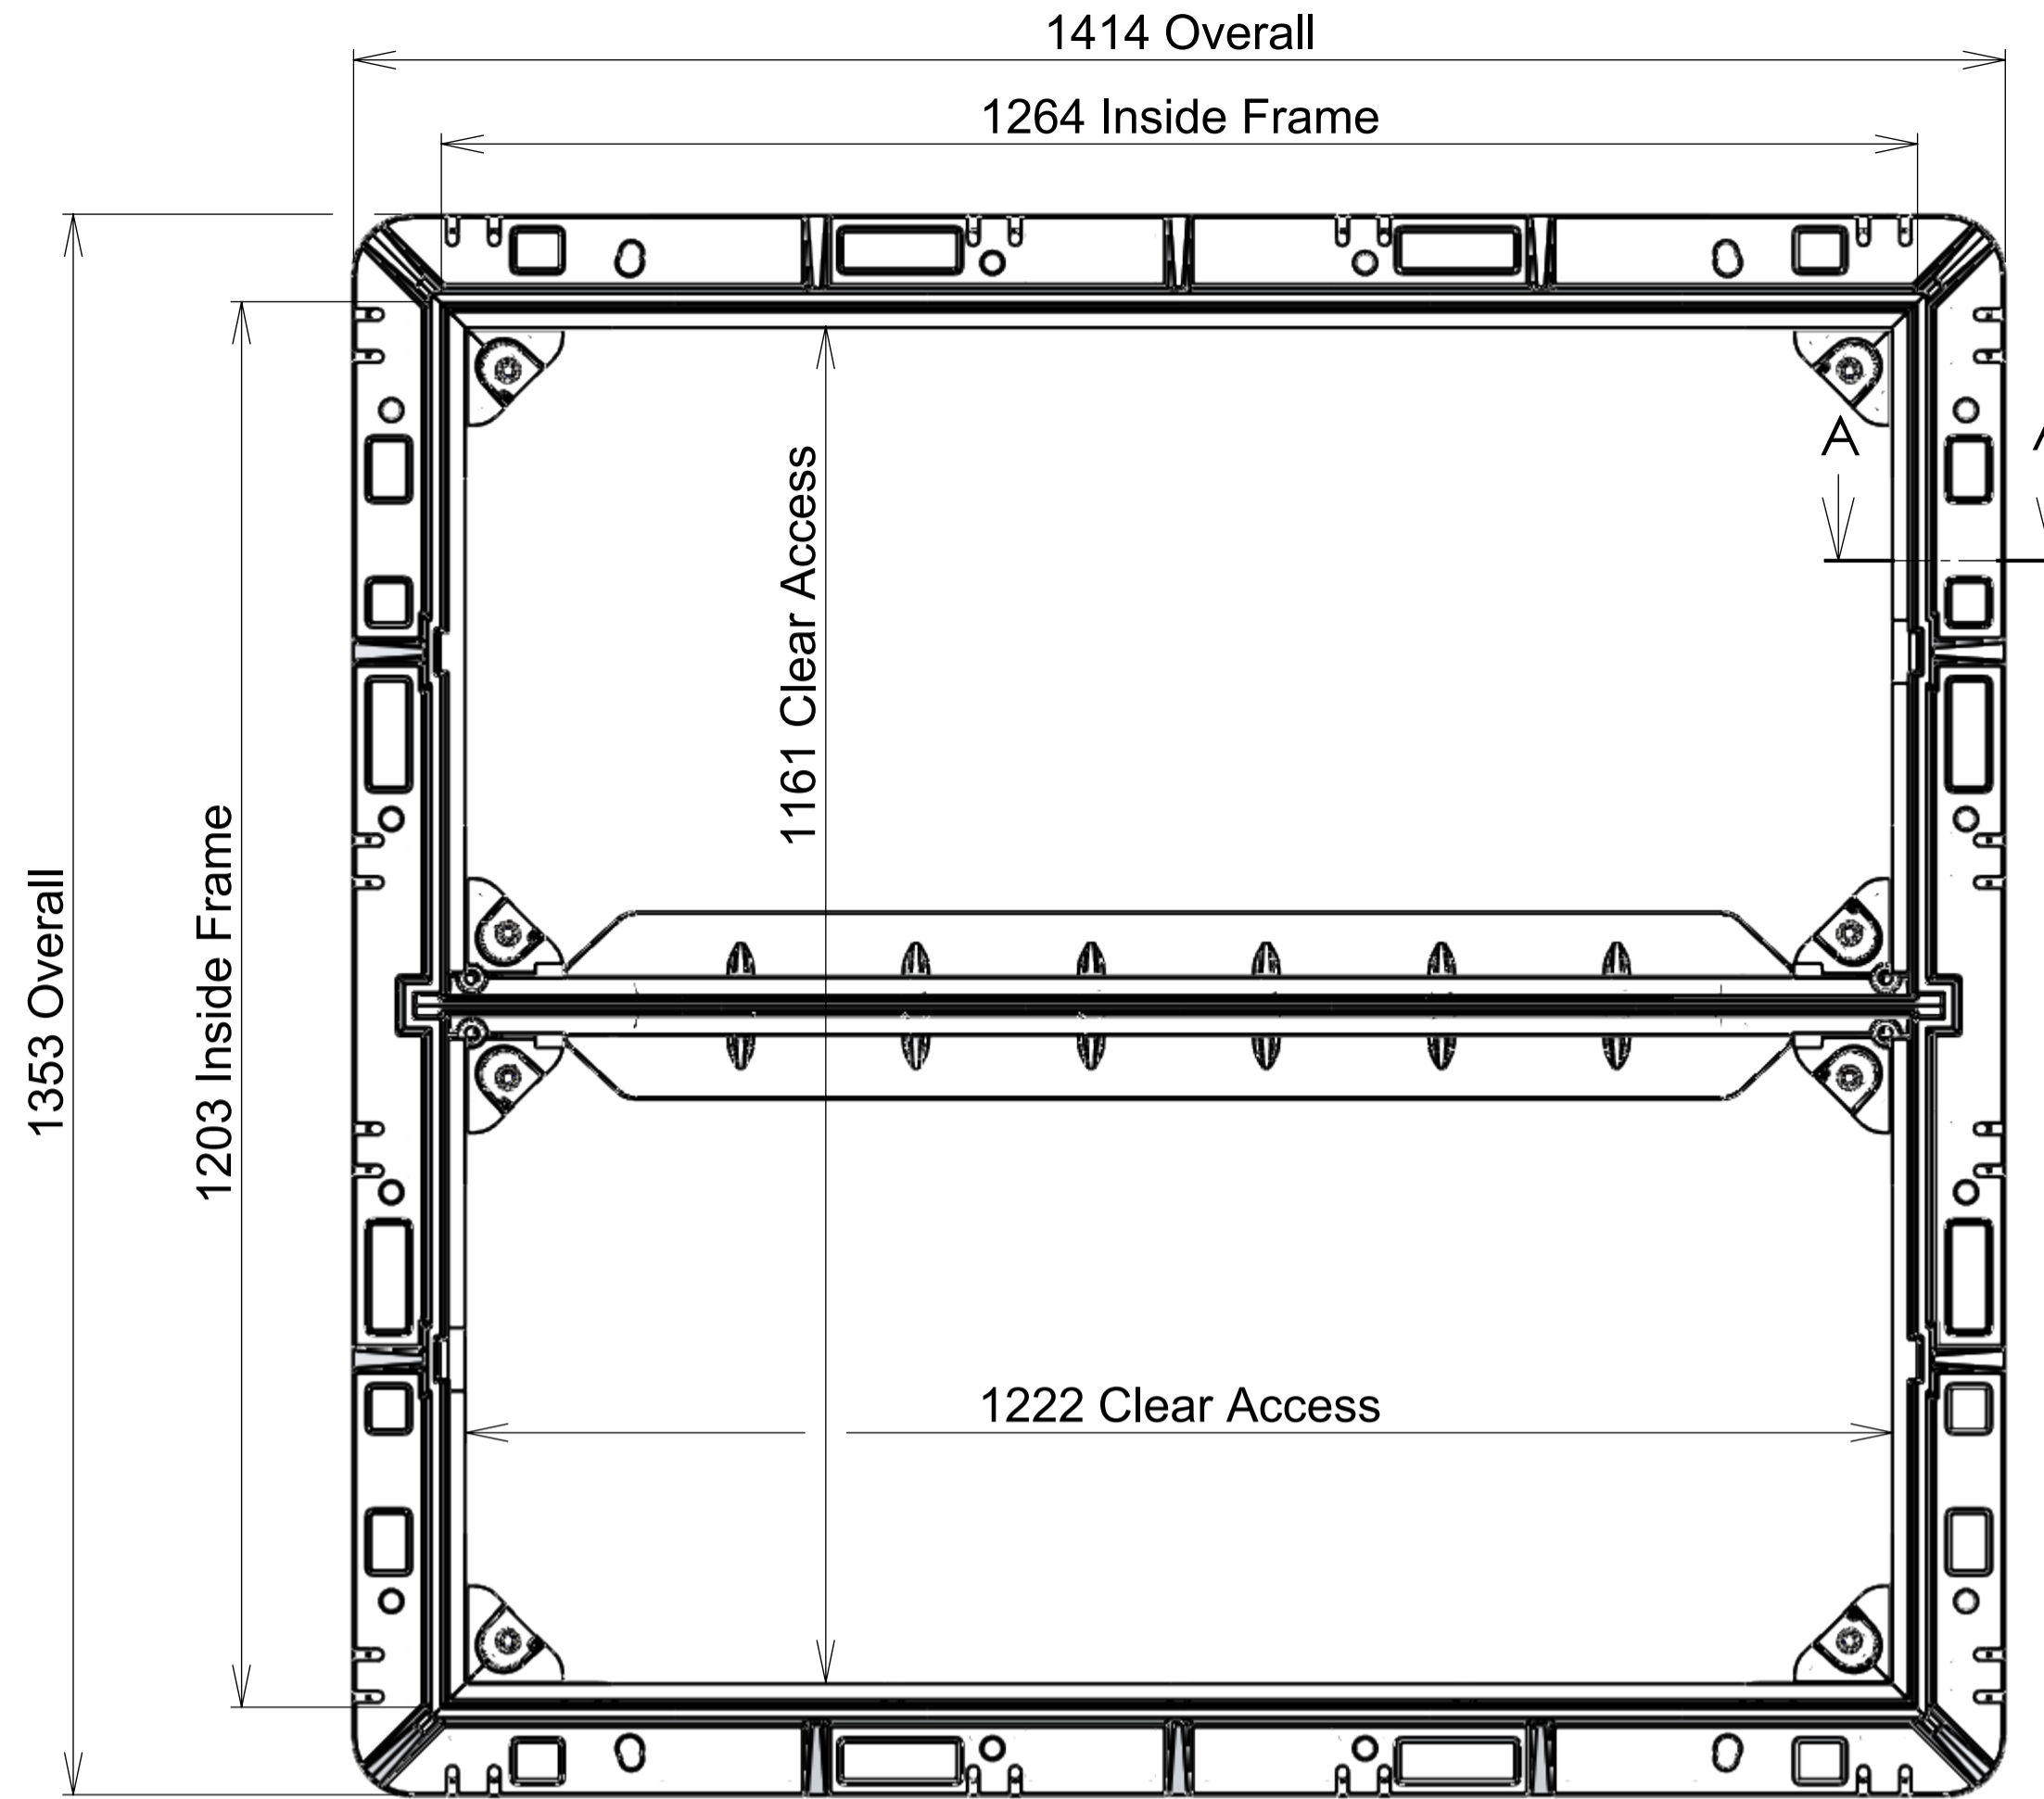 1414 Overall
1264 Inside Frame
A
A
1161 Clear Access
1203 Inside Frame
1353 Overall
1222 Clear Access